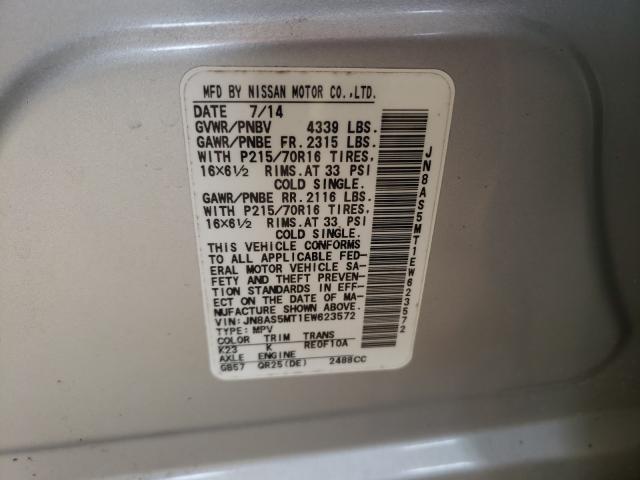 MFD BY NISSAN MOTOR CO.,LTD.
DATE 7/14
GVWR/PNBV 4339 LBS.
GAWR/PNBE FR. 2315 LBS.
WITH P215/70R16 TIRES,
16X6½ RIMS.AT 33 PSI
COLD SINGLE.
GAWR/PNBE RR. 2116 LBS.
WITH P215/70R16 TIRES,
16X6½ RIMS.AT 33 PSI
COLD SINGLE.
THIS VEHICLE CONFORMS
TO ALL APPLICABLE FED-
ERAL MOTOR VEHICLE SA-
FETY AND THEFT PREVEN-
TION STANDARDS IN EFF-
ECT ON THE DATE OF MA-
NUFACTURE SHOWN ABOVE.
VIN: JN8AS5MT1EW623572
TYPE: MPV
COLOR TRIM TRANS
K23 K RE0F10A
AXLE ENGINE
GB57 QR25(DE) 2488CC
JN8AS5MT1EW623572